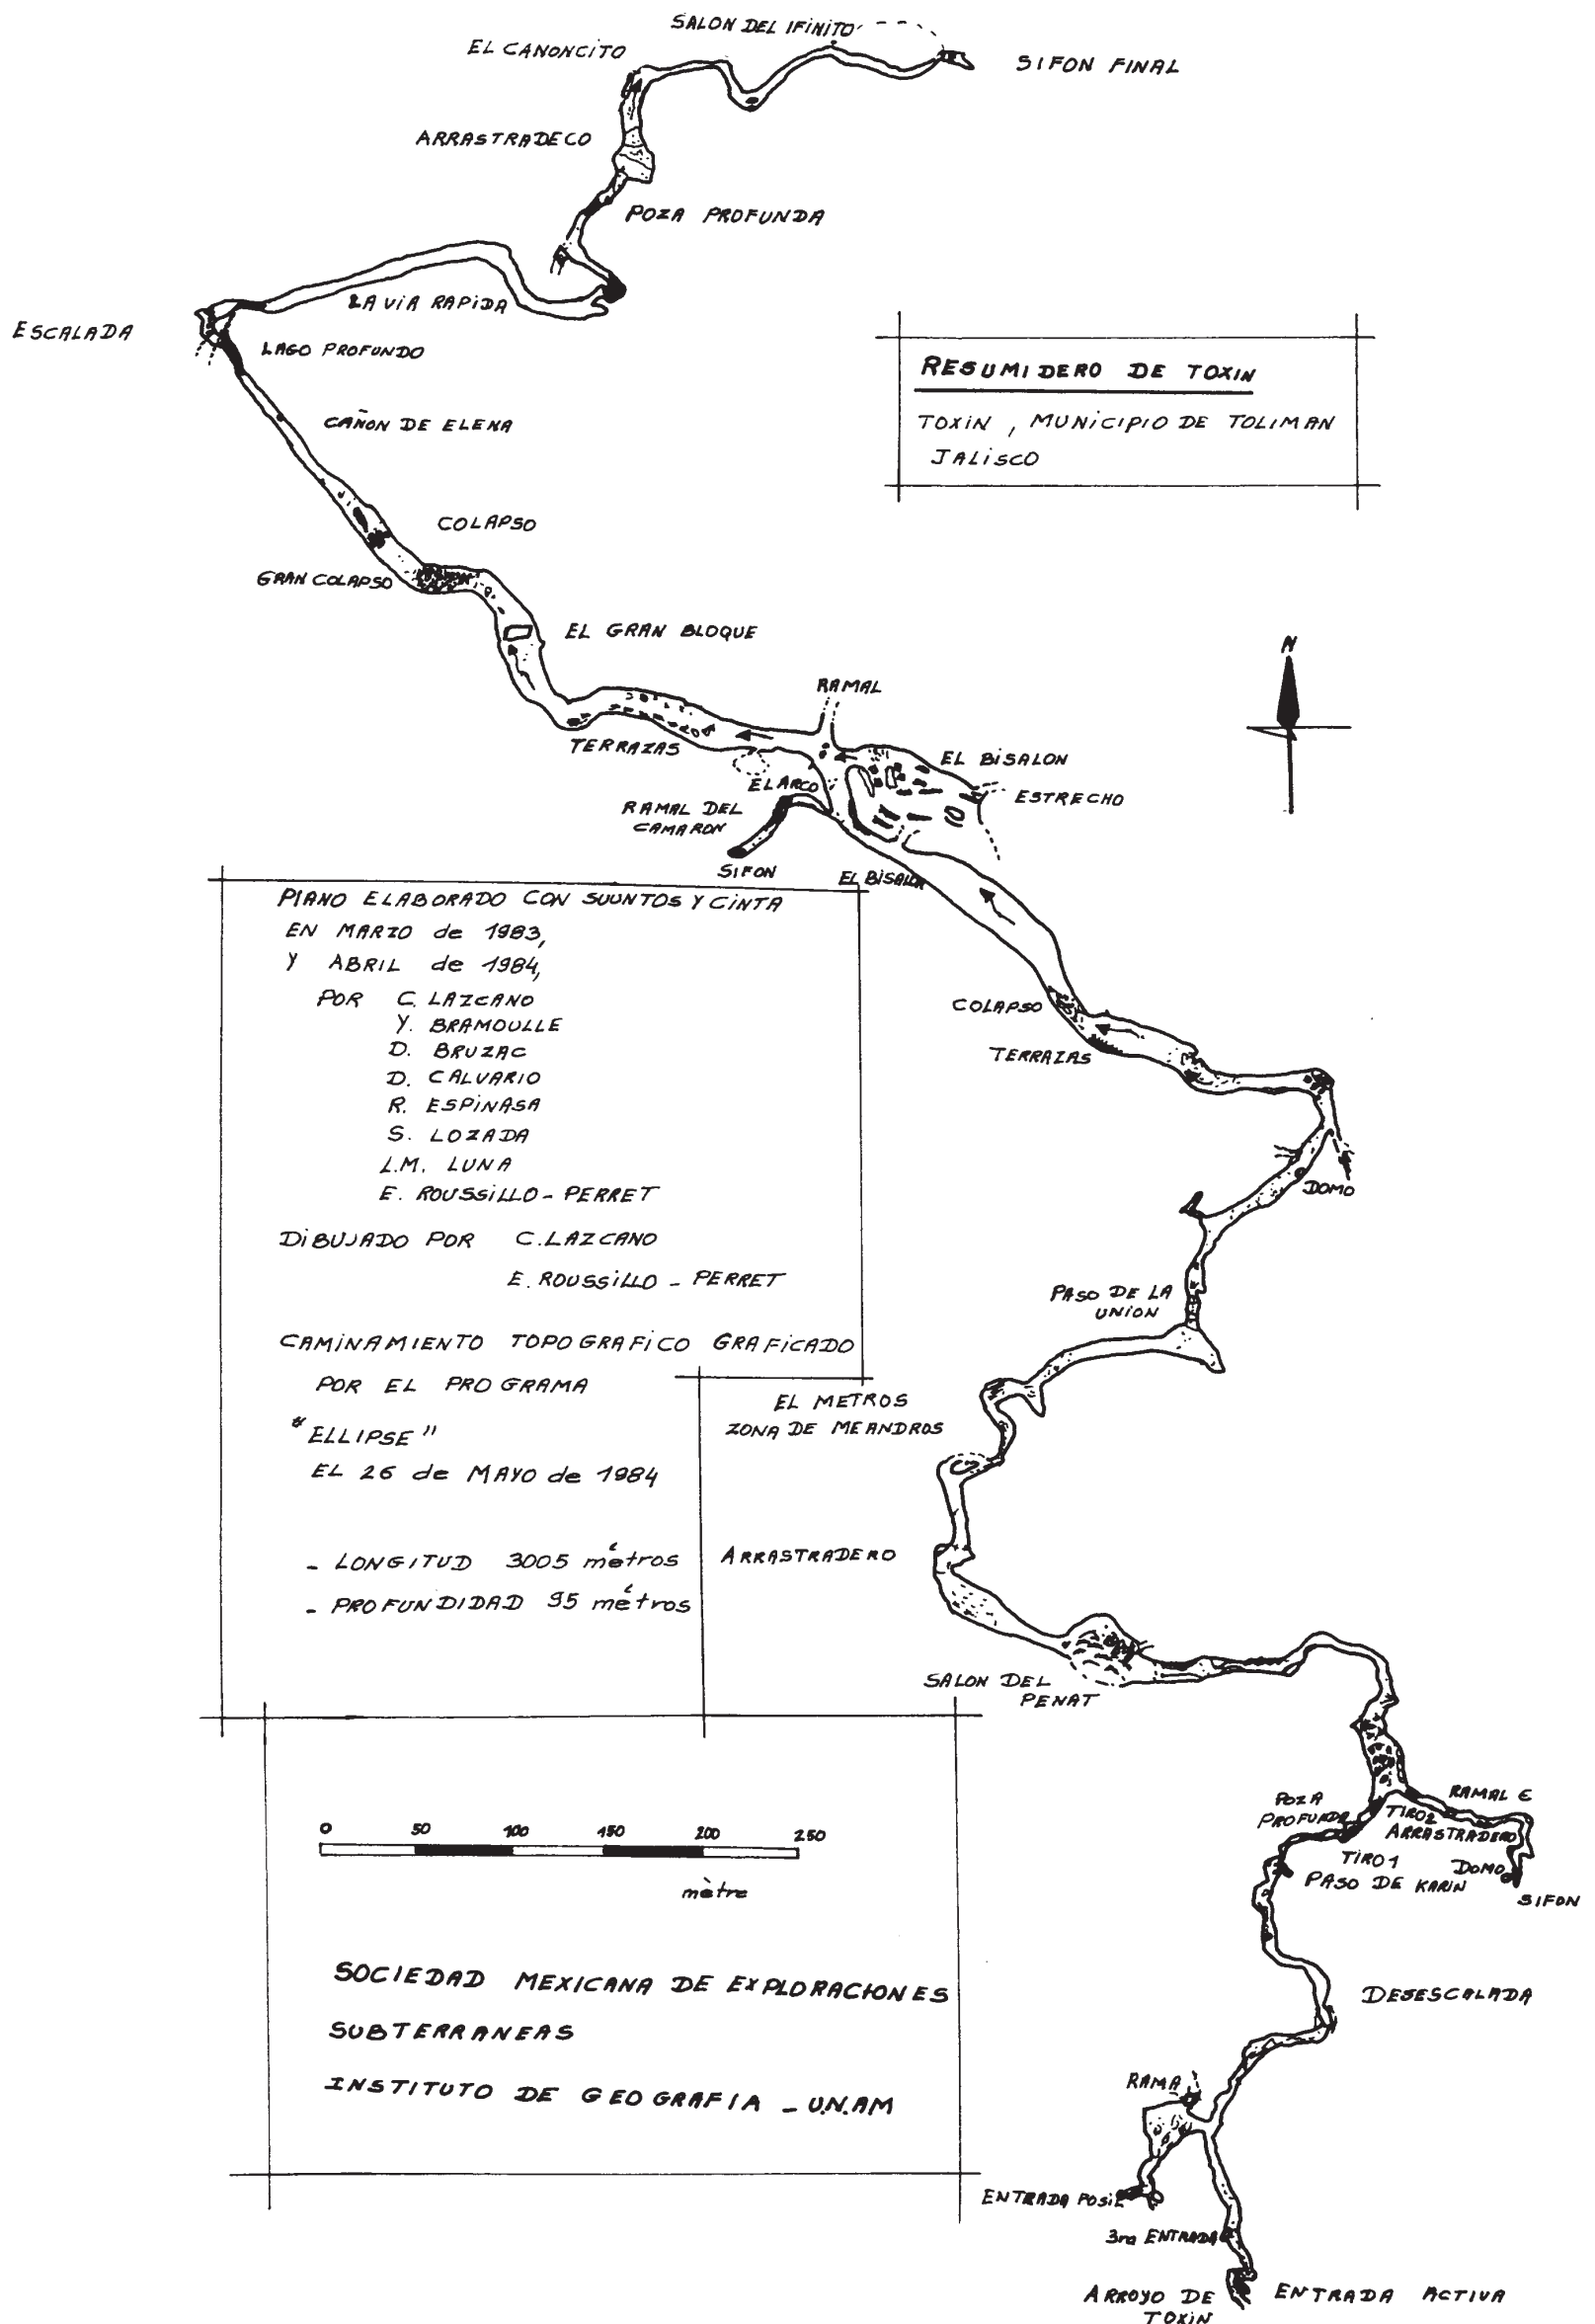 SALON DEL IFINITO
EL CANONCITO
SIFON FINAL
ARRASTRADECO
POZA PROFUNDA
LA VIA RAPIDA
ESCALADA
LAGO PROFUNDO
RESUMIDERO DE TOXIN
TOXIN , MUNICIPIO DE TOLIMAN
JALISCO
CAÑON DE ELENA
COLAPSO
GRAN COLAPSO
EL GRAN BLOQUE
N
RAMAL
TERRAZAS
EL BISALON
EL ARCO
ESTRECHO
RAMAL DEL
CAMARON
SIFON
EL BISALON
PLANO ELABORADO CON SUUNTOS Y CINTA
EN MARZO de 1983,
Y ABRIL de 1984,
POR C. LAZCANO
Y. BRAMOULLE
D. BRUZAC
D. CALVARIO
R. ESPINASA
S. LOZADA
L.M. LUNA
E. ROUSSILLO - PERRET
DIBUJADO POR C. LAZCANO
E. ROUSSILLO - PERRET
CAMINAMIENTO TOPOGRAFICO GRAFICADO
POR EL PROGRAMA
"ELLIPSE"
EL 26 de MAYO de 1984
- LONGITUD 3005 métros
- PROFUNDIDAD 95 métros
COLAPSO
TERRAZAS
DOMO
PASO DE LA
UNION
EL METROS
ZONA DE MEANDROS
ARRASTRADERO
SALON DEL
PENAT
POZA
PROFUNDA
RAMAL E
TIRO2
ARRASTRADERO
TIRO1
PASO DE KARIN
DOMO
SIFON
0 50 100 150 200 250
mètre
DESESCALADA
SOCIEDAD MEXICANA DE EXPLORACIONES
SUBTERRANEAS
INSTITUTO DE GEOGRAFIA - U.N.AM
RAMA
ENTRADA FOSIL
3ra ENTRADA
ARROYO DE
TOXIN
ENTRADA ACTIVA